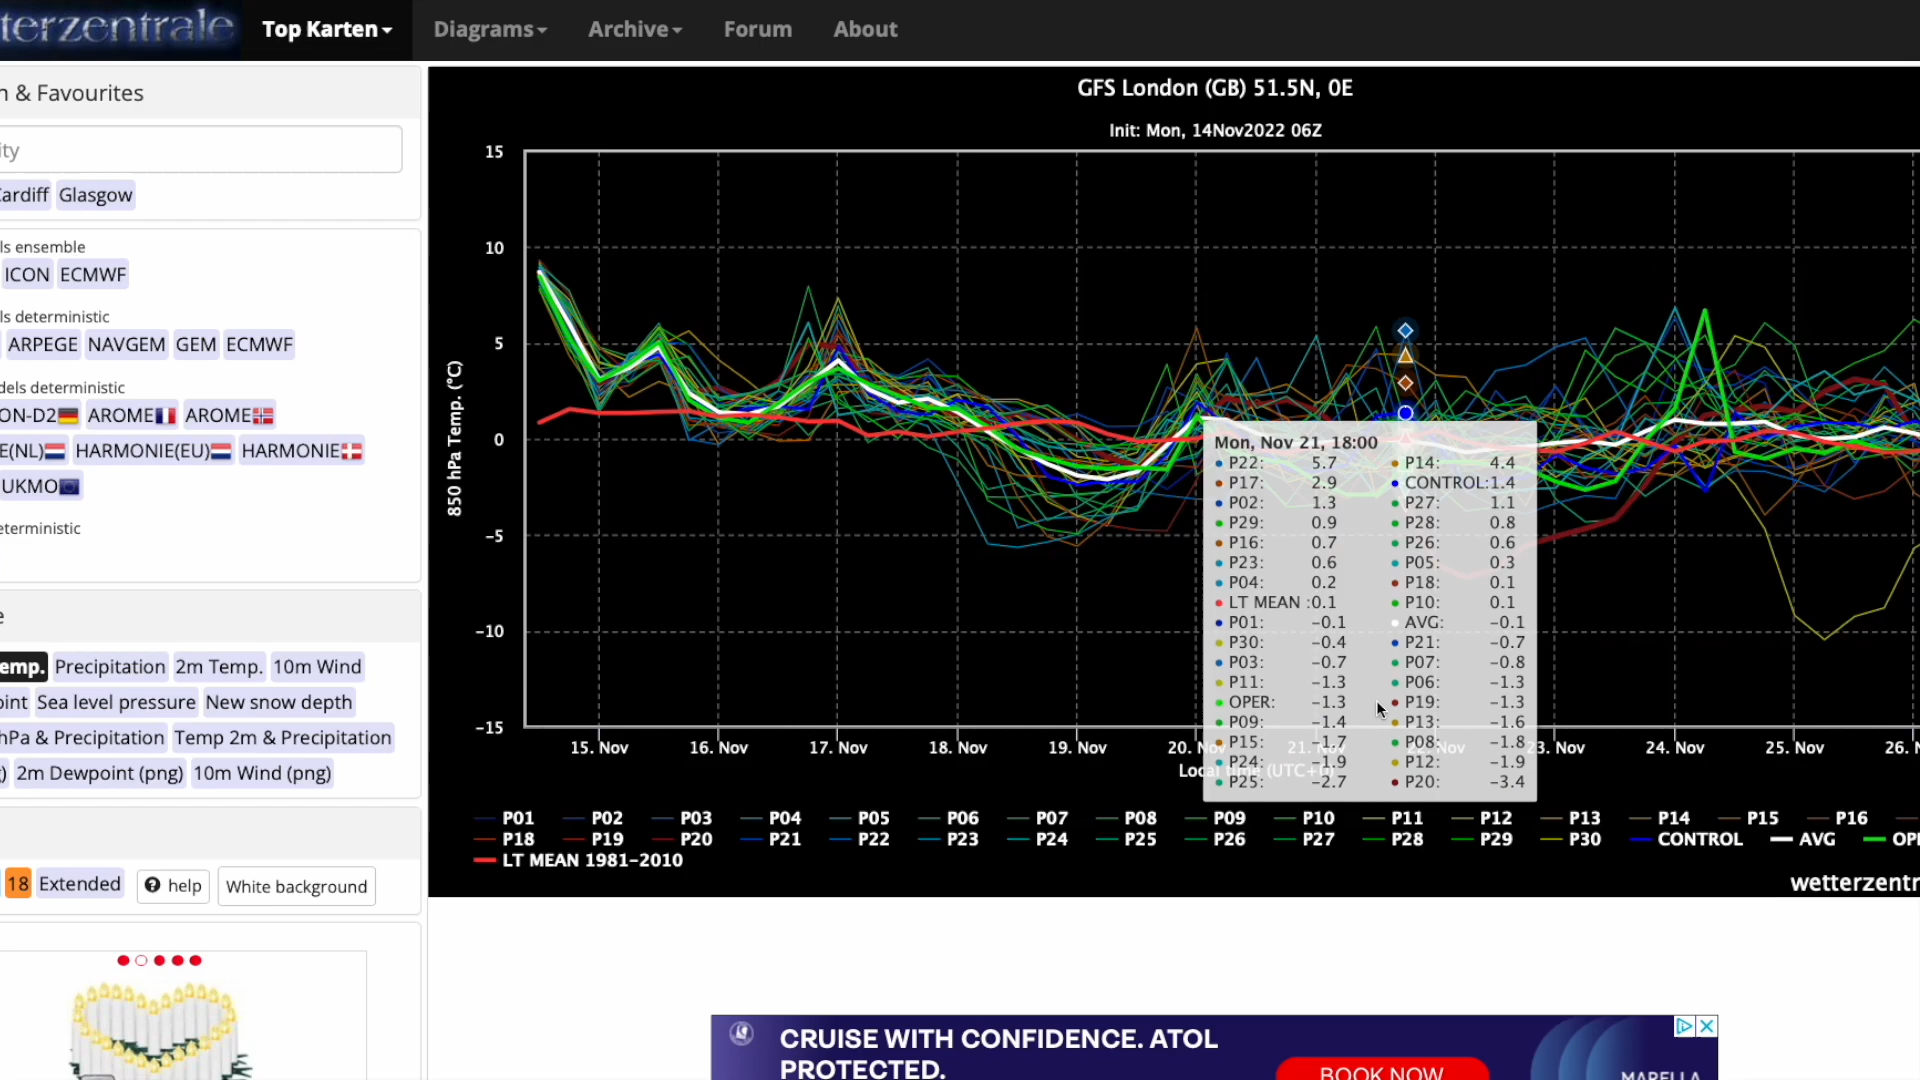 terzentrale
Top Karten
Diagrams
Archive
Forum
About
n & Favourites
ity
Cardiff Glasgow
ls ensemble
ICON ECMWF
ls deterministic
ARPEGE NAVGEM GEM ECMWF
dels deterministic
ON-D2 AROME AROME
E(NL) HARMONIE(EU) HARMONIE
UKMO
eterministic
e
emp. Precipitation 2m Temp. 10m Wind
oint Sea level pressure New snow depth
hPa & Precipitation Temp 2m & Precipitation
) 2m Dewpoint (png) 10m Wind (png)
18 Extended help White background
GFS London (GB) 51.5N, 0E
Init: Mon, 14Nov2022 06Z
850 hPa Temp. (°C)
15
10
5
0
-5
-10
-15
Mon, Nov 21, 18:00
P22: 5.7 P14: 4.4
P17: 2.9 CONTROL:1.4
P02: 1.3 P27: 1.1
P29: 0.9 P28: 0.8
P16: 0.7 P26: 0.6
P23: 0.6 P05: 0.3
P04: 0.2 P18: 0.1
LT MEAN :0.1 P10: 0.1
P01: -0.1 AVG: -0.1
P30: -0.4 P21: -0.7
P03: -0.7 P07: -0.8
P11: -1.3 P06: -1.3
OPER: -1.3 P19: -1.3
P09: -1.4 P13: -1.6
P15: -1.7 P08: -1.8
P24: -1.9 P12: -1.9
P25: -2.7 P20: -3.4
15. Nov 16. Nov 17. Nov 18. Nov 19. Nov 20. Nov 21. Nov 22. Nov 23. Nov 24. Nov 25. Nov 26. N
Local time (UTC+0)
P01 P02 P03 P04 P05 P06 P07 P08 P09 P10 P11 P12 P13 P14 P15 P16
P18 P19 P20 P21 P22 P23 P24 P25 P26 P27 P28 P29 P30 CONTROL AVG OP
LT MEAN 1981-2010
wetterzentr
CRUISE WITH CONFIDENCE. ATOL
PROTECTED.
BOOK NOW
MARELLA